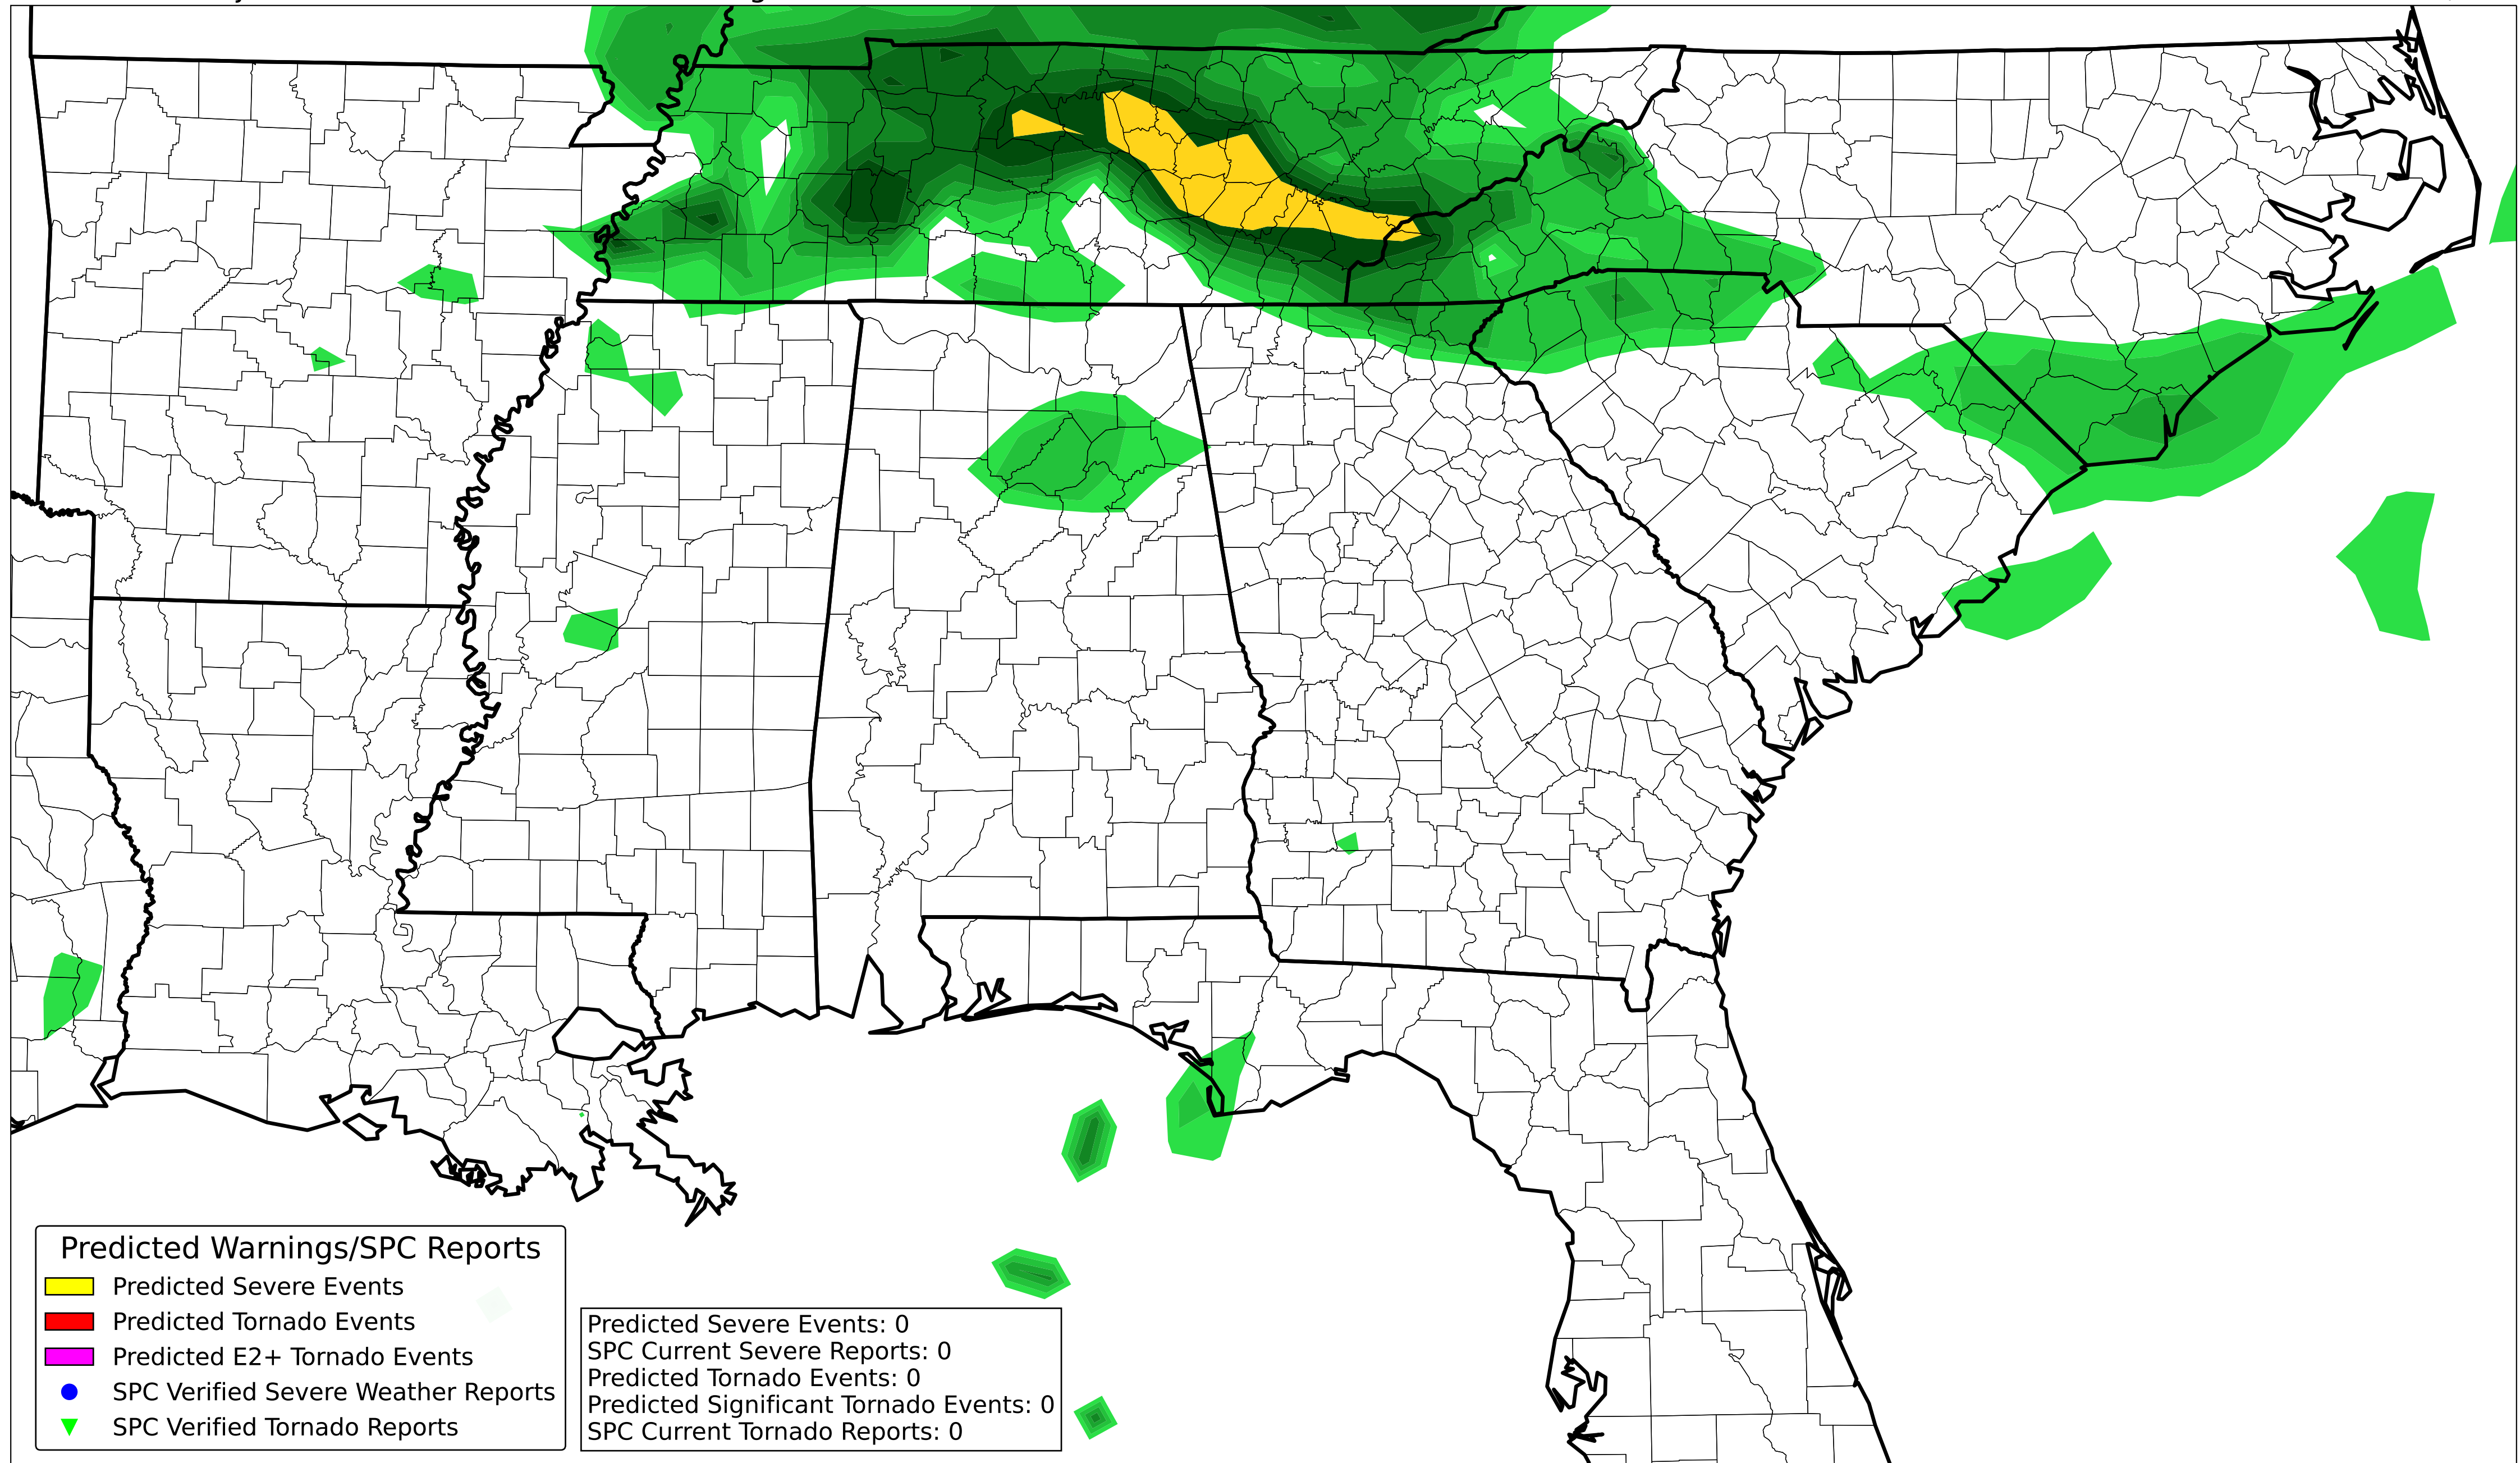 Predicted Warnings/SPC Reports
Predicted Severe Events
Predicted Tornado Events
Predicted E2+ Tornado Events
SPC Verified Severe Weather Reports
SPC Verified Tornado Reports
Predicted Severe Events: 0
SPC Current Severe Reports: 0
Predicted Tornado Events: 0
Predicted Significant Tornado Events: 0
SPC Current Tornado Reports: 0